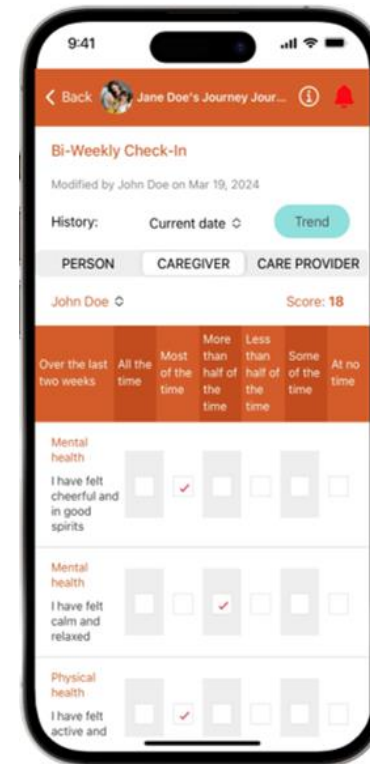 9:41
Back Jane Doe's Journey Jour...
Bi-Weekly Check-In
Modified by John Doe on Mar 19, 2024
History: Current date Trend
PERSON CAREGIVER CARE PROVIDER
John Doe Score: 18
Over the last two weeks
All the time
Most of the time
More than half of the time
Less than half of the time
Some of the time
At no time
Mental
health
I have felt
cheerful and
in good
spirits
Mental
health
I have felt
calm and
relaxed
Physical
health
I have felt
active and